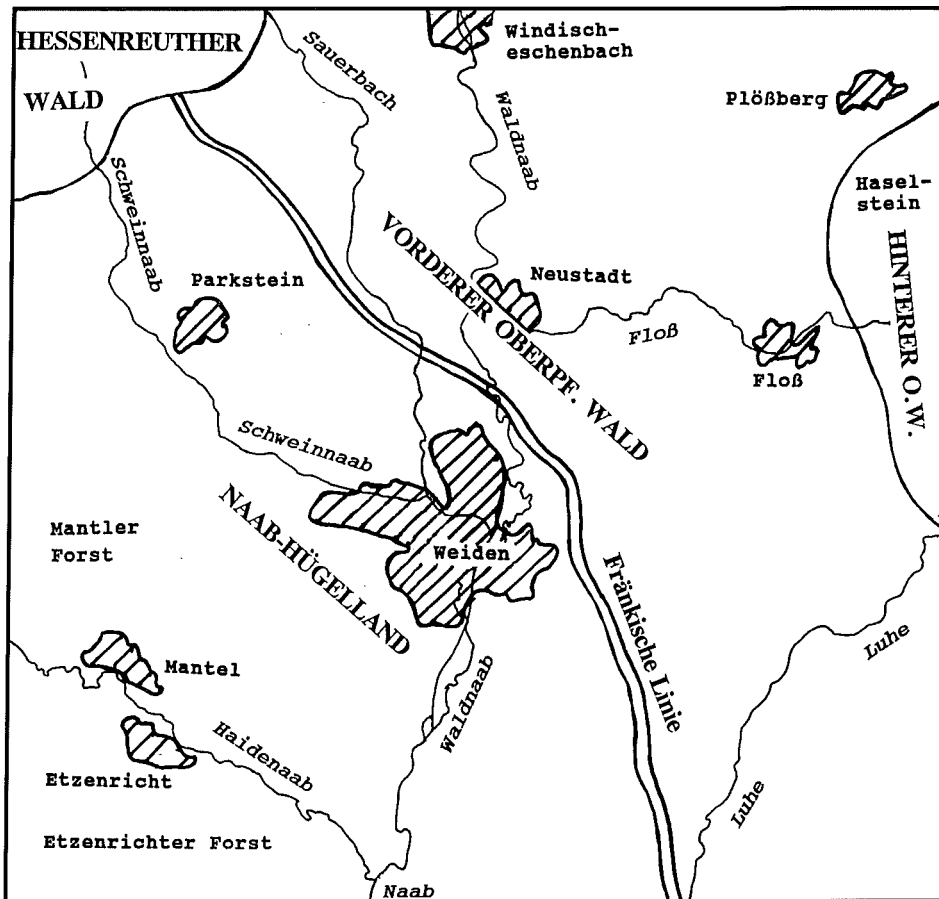 HESSENREUTHER
WALD
Sauerbach
Windisch-
eschenbach
Waldnaab
Plößberg
Schweinnaab
Hasel-
stein
HINTERER O.W.
Parkstein
VORDERER OBERPF. WALD
Neustadt
Floß
Floß
Schweinnaab
NAAB-HÜGELLAND
Mantler
Forst
Weiden
Fränkische Linie
Luhe
Mantel
Waldnaab
Haidenaab
Etzenricht
Luhe
Etzenrichter Forst
Naab